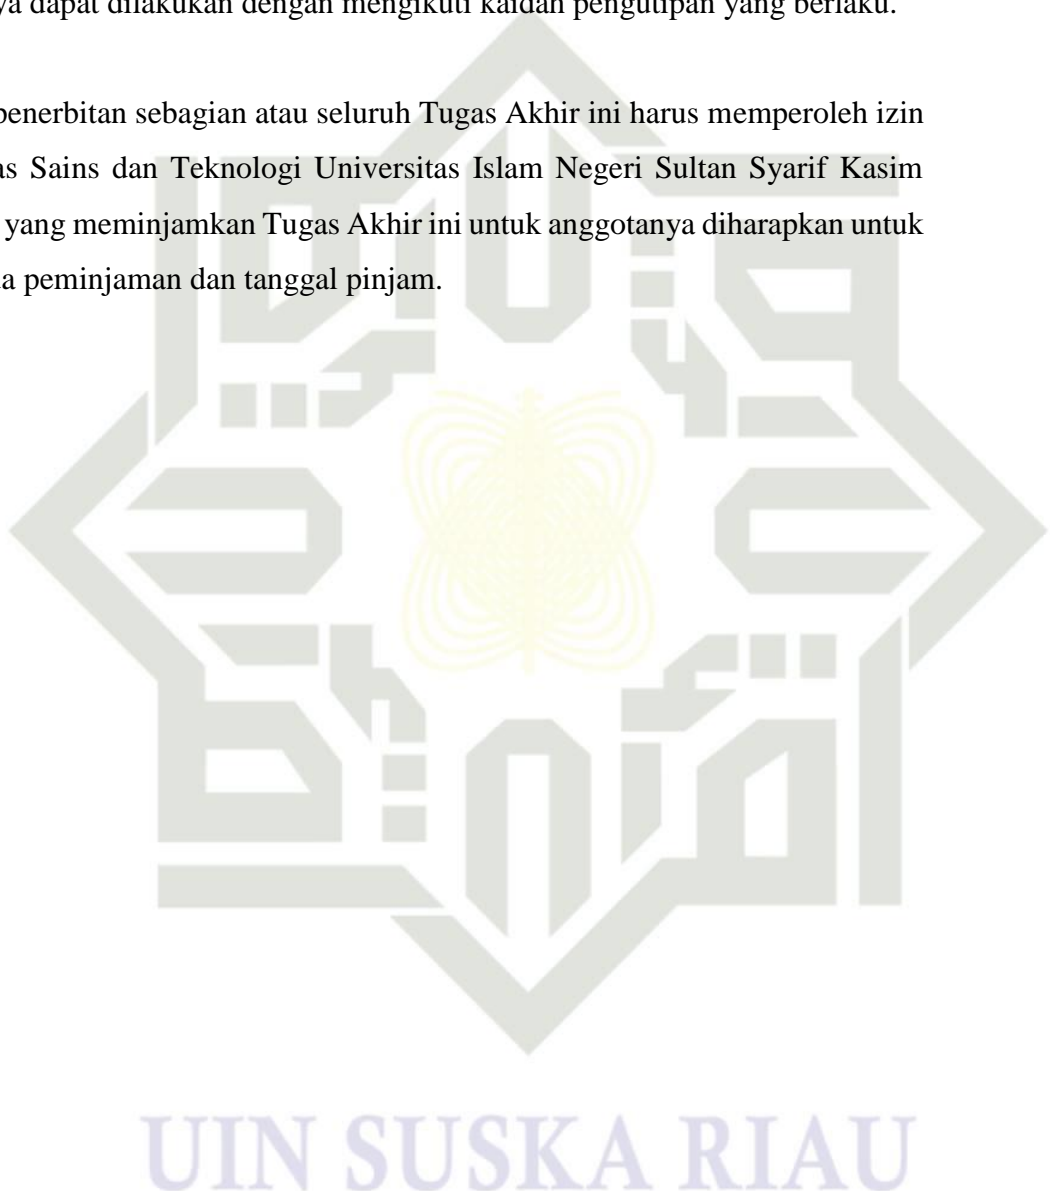 ya dapat dilakukan dengan mengikuti kaidah pengutipan yang berlaku.
penerbitan sebagian atau seluruh Tugas Akhir ini harus memperoleh izin
as Sains dan Teknologi Universitas Islam Negeri Sultan Syarif Kasim
yang meminjamkan Tugas Akhir ini untuk anggotanya diharapkan untuk
da peminjaman dan tanggal pinjam.
UIN SUSKA RIAU